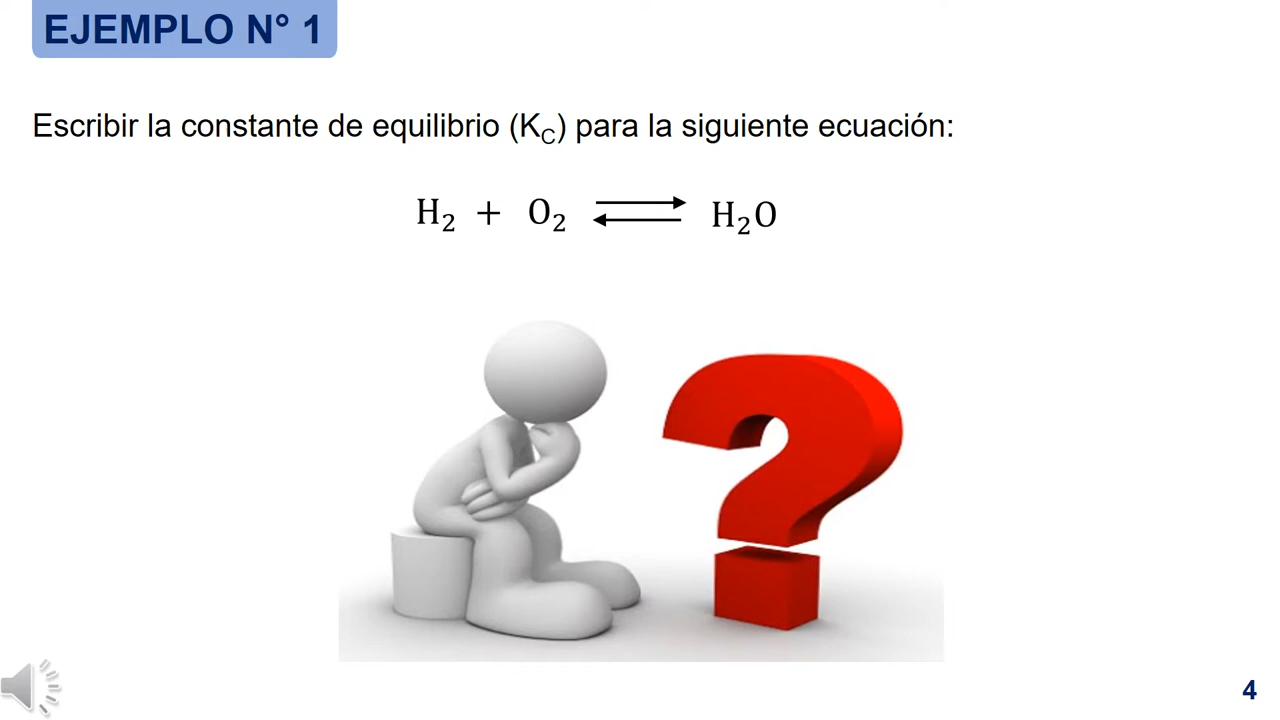 EJEMPLO N° 1
Escribir la constante de equilibrio (K_C) para la siguiente ecuación:
H₂ + O₂ ⇌ H₂O
4